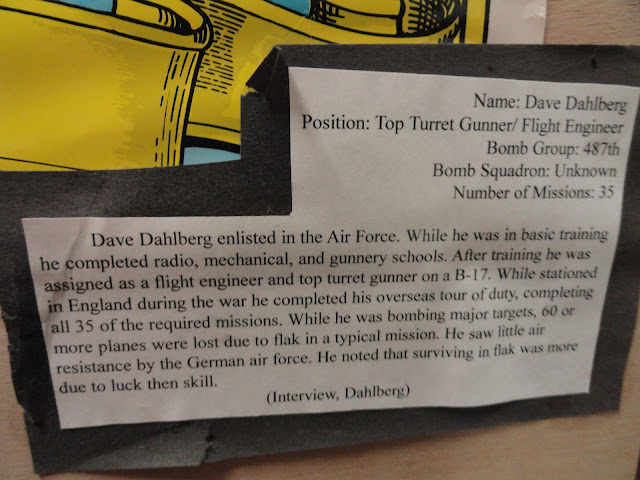 Name: Dave Dahlberg
Position: Top Turret Gunner/ Flight Engineer
Bomb Group: 487th
Bomb Squadron: Unknown
Number of Missions: 35
Dave Dahlberg enlisted in the Air Force. While he was in basic training
he completed radio, mechanical, and gunnery schools. After training he was
assigned as a flight engineer and top turret gunner on a B-17. While stationed
in England during the war he completed his overseas tour of duty, completing
all 35 of the required missions. While he was bombing major targets, 60 or
more planes were lost due to flak in a typical mission. He saw little air
resistance by the German air force. He noted that surviving in flak was more
due to luck then skill.
(Interview, Dahlberg)